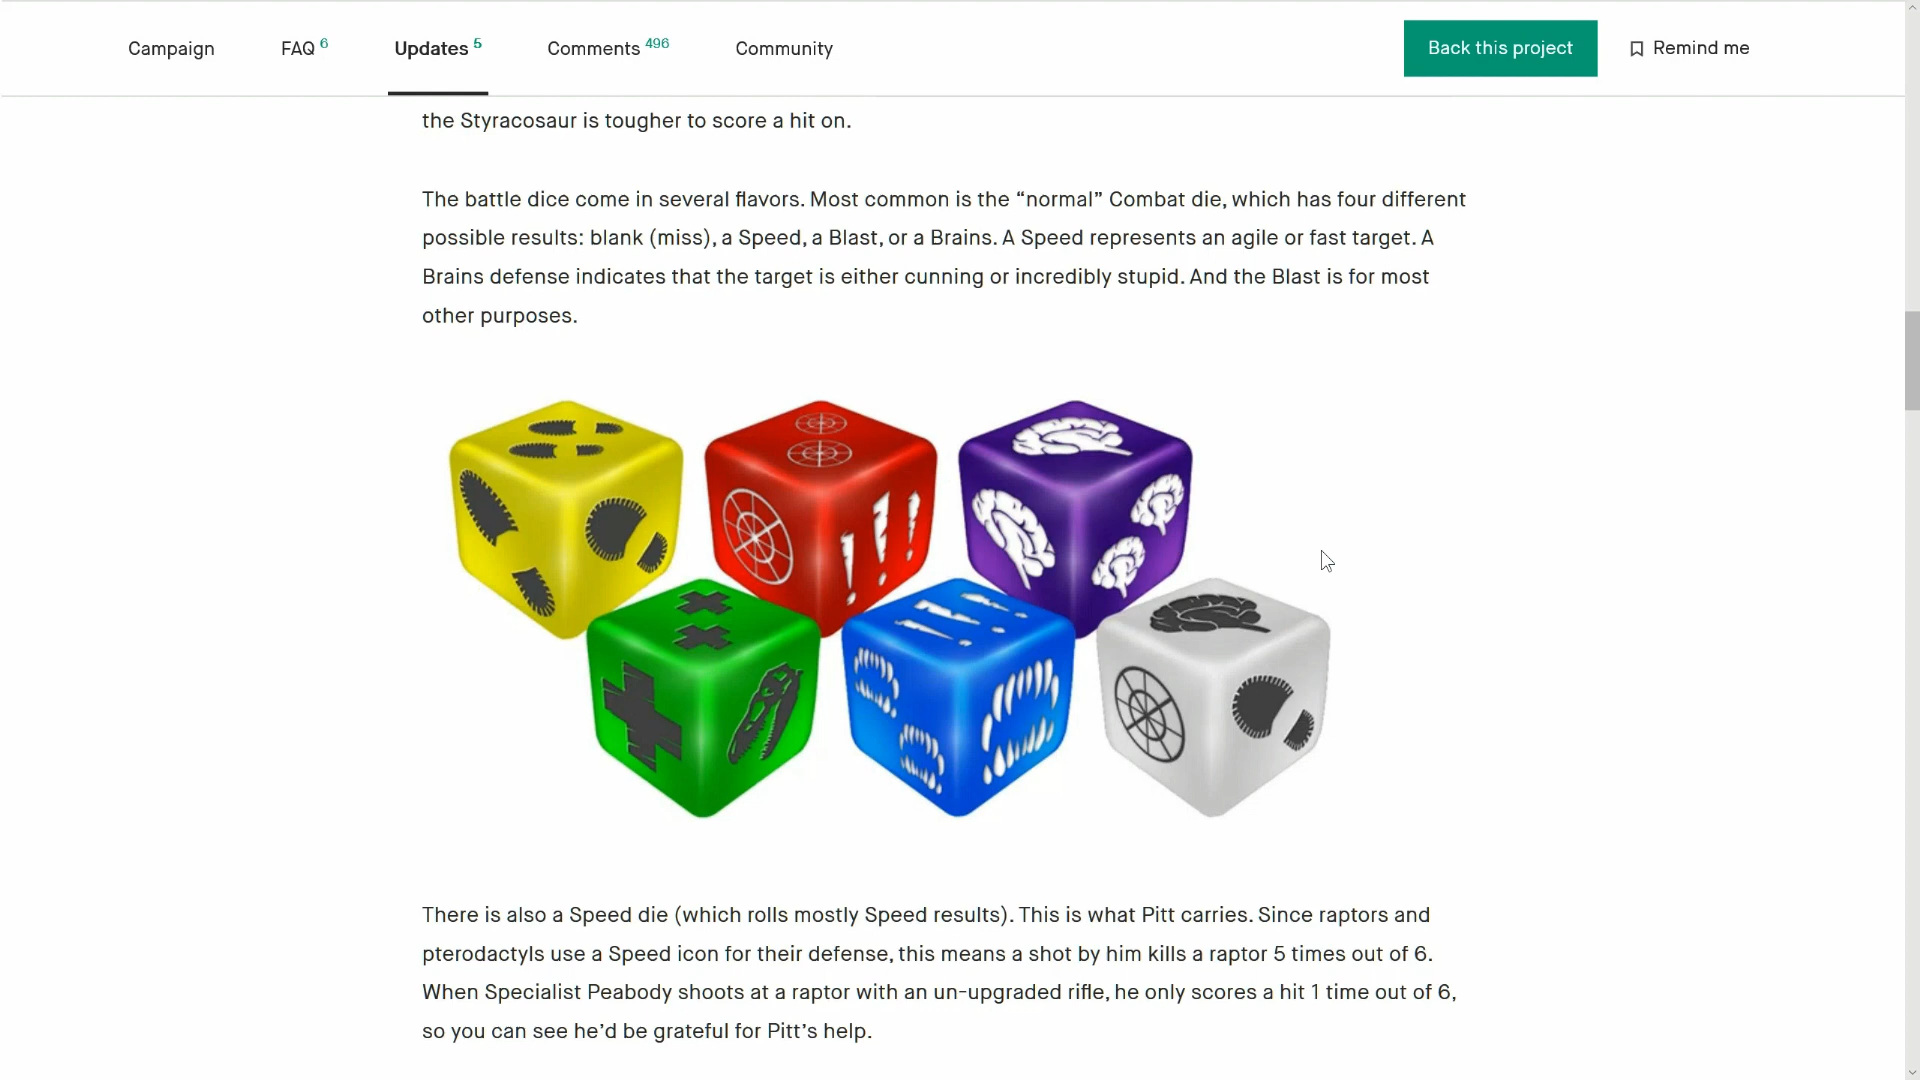 Campaign FAQ 6 Updates 5 Comments 496 Community Back this project Remind me
the Styracosaur is tougher to score a hit on.
The battle dice come in several flavors. Most common is the “normal” Combat die, which has four different
possible results: blank (miss), a Speed, a Blast, or a Brains. A Speed represents an agile or fast target. A
Brains defense indicates that the target is either cunning or incredibly stupid. And the Blast is for most
other purposes.
There is also a Speed die (which rolls mostly Speed results). This is what Pitt carries. Since raptors and
pterodactyls use a Speed icon for their defense, this means a shot by him kills a raptor 5 times out of 6.
When Specialist Peabody shoots at a raptor with an un-upgraded rifle, he only scores a hit 1 time out of 6,
so you can see he’d be grateful for Pitt’s help.